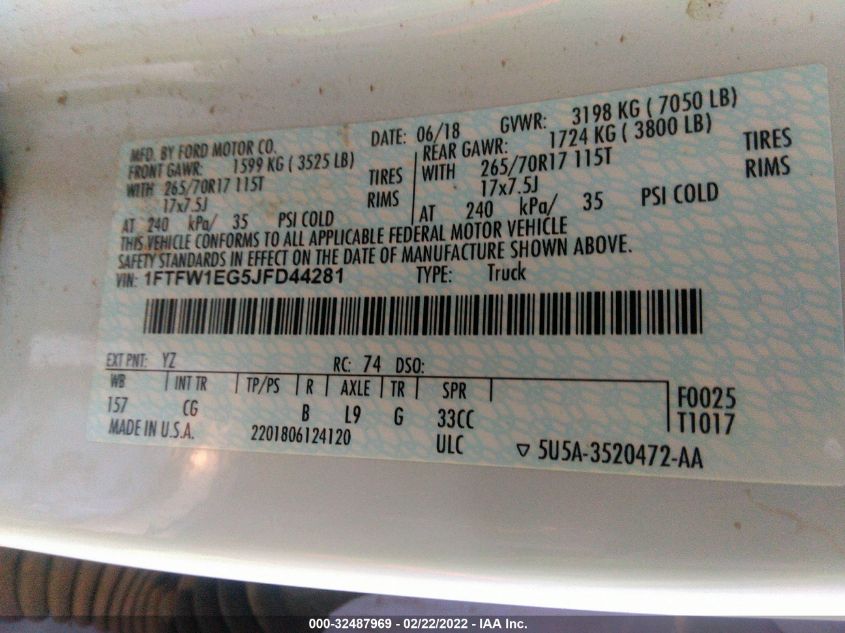 MFD. BY FORD MOTOR CO. DATE: 06/18 GVWR: 3198 KG ( 7050 LB)
FRONT GAWR: 1599 KG ( 3525 LB) REAR GAWR: 1724 KG ( 3800 LB)
WITH 265/70R17 115T TIRES WITH 265/70R17 115T TIRES
17x7.5J RIMS 17x7.5J RIMS
AT 240 kPa/ 35 PSI COLD AT 240 kPa/ 35 PSI COLD
THIS VEHICLE CONFORMS TO ALL APPLICABLE FEDERAL MOTOR VEHICLE
SAFETY STANDARDS IN EFFECT ON THE DATE OF MANUFACTURE SHOWN ABOVE.
VIN: 1FTFW1EG5JFD44281 TYPE: Truck
EXT PNT: YZ RC: 74 DSO:
WB INT TR TP/PS R AXLE TR SPR F0025
157 CG B L9 G 33CC T1017
MADE IN U.S.A. 2201806124120 ULC 5U5A-3520472-AA
000-32487969 – 02/22/2022 – IAA Inc.